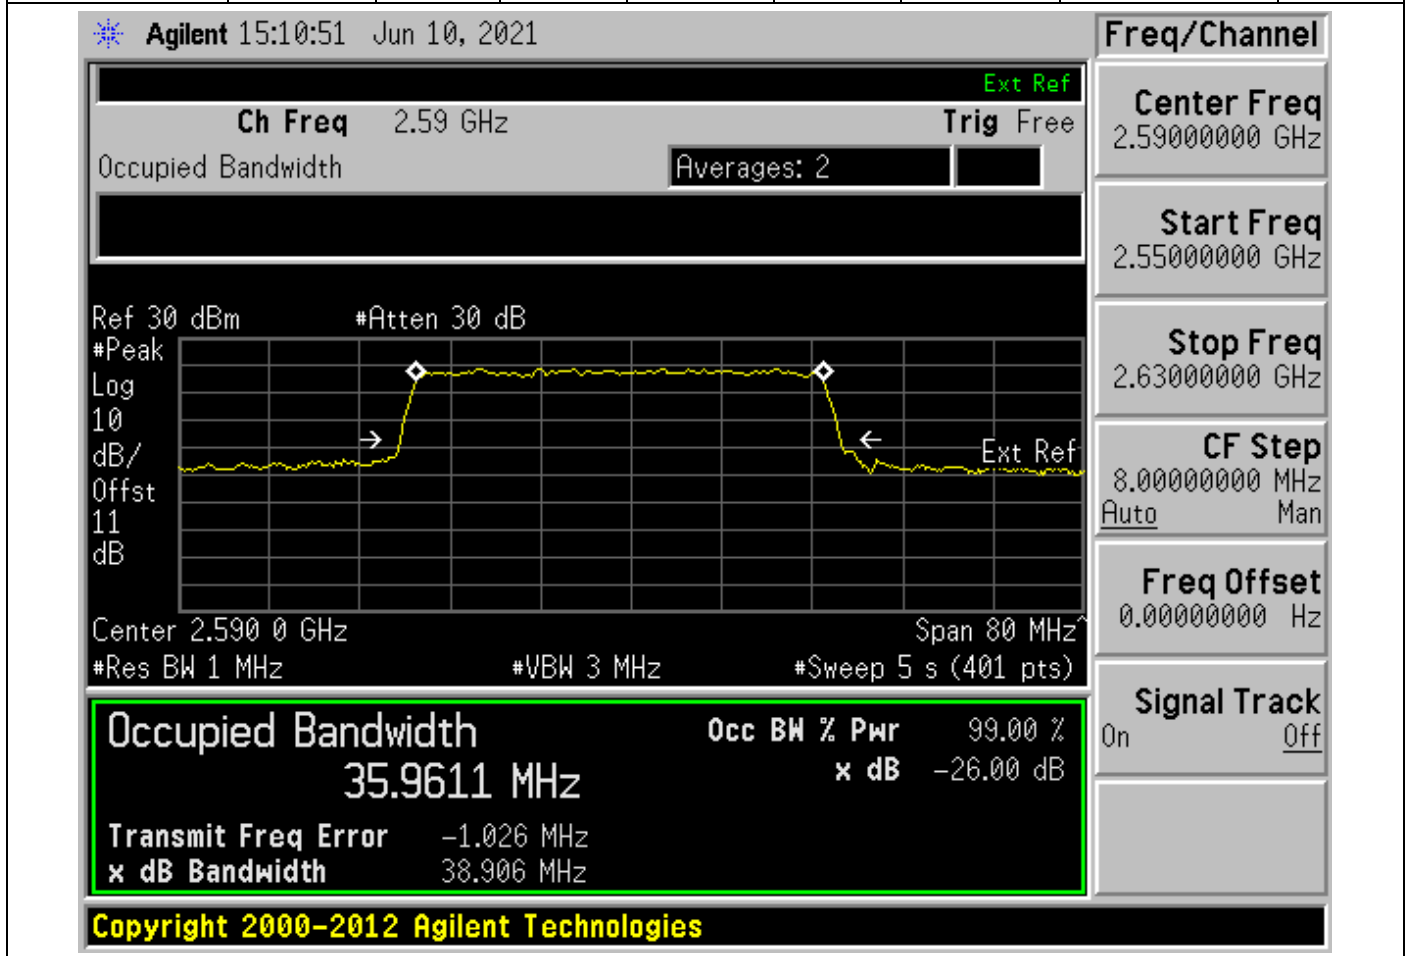 Agilent 15:10:51 Jun 10, 2021
Freq/Channel
Ext Ref
Ch Freq 2.59 GHz Trig Free
Occupied Bandwidth Averages: 2
Ref 30 dBm #Atten 30 dB
#Peak
Log
10
dB/
Offst
11
dB
Ext Ref
Center 2.590 0 GHz Span 80 MHz^
#Res BW 1 MHz #VBW 3 MHz #Sweep 5 s (401 pts)
Occupied Bandwidth Occ BW % Pwr 99.00 %
35.9611 MHz x dB -26.00 dB
Transmit Freq Error -1.026 MHz
x dB Bandwidth 38.906 MHz
Copyright 2000-2012 Agilent Technologies
Center Freq
2.59000000 GHz
Start Freq
2.55000000 GHz
Stop Freq
2.63000000 GHz
CF Step
8.00000000 MHz
Auto Man
Freq Offset
0.00000000 Hz
Signal Track
On Off